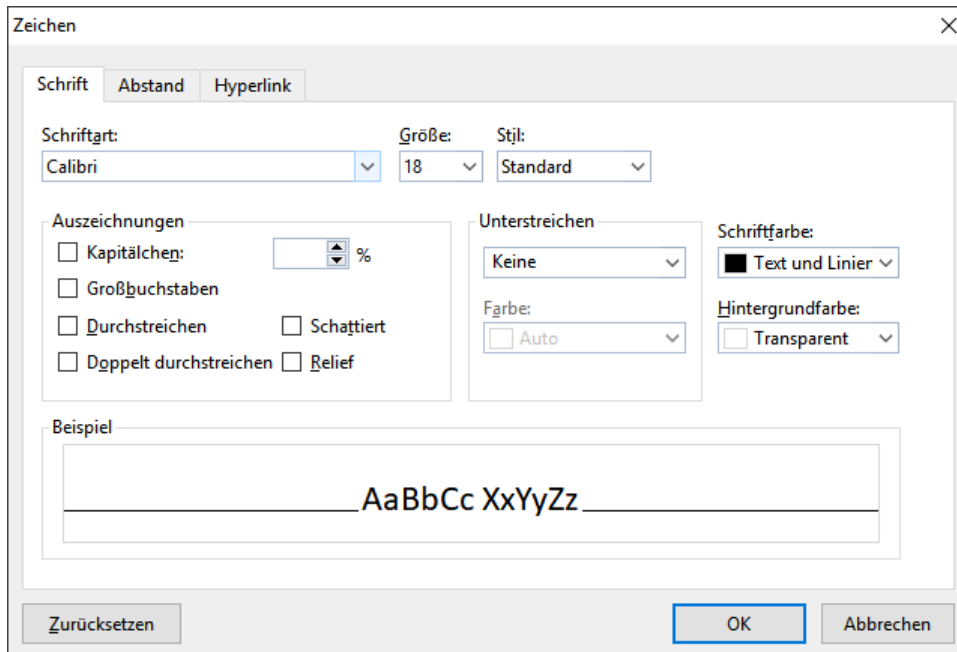 Zeichen
Schrift Abstand Hyperlink
Schriftart: Größe: Stil:
Calibri 18 Standard
Auszeichnungen Unterstreichen
Schriftfarbe:
Kapitälchen: % Keine Text und Linier
Großbuchstaben
Farbe: Hintergrundfarbe:
Durchstreichen Schattiert Auto Transparent
Doppelt durchstreichen Relief
Beispiel
AaBbCc XxYyZz
Zurücksetzen OK Abbrechen